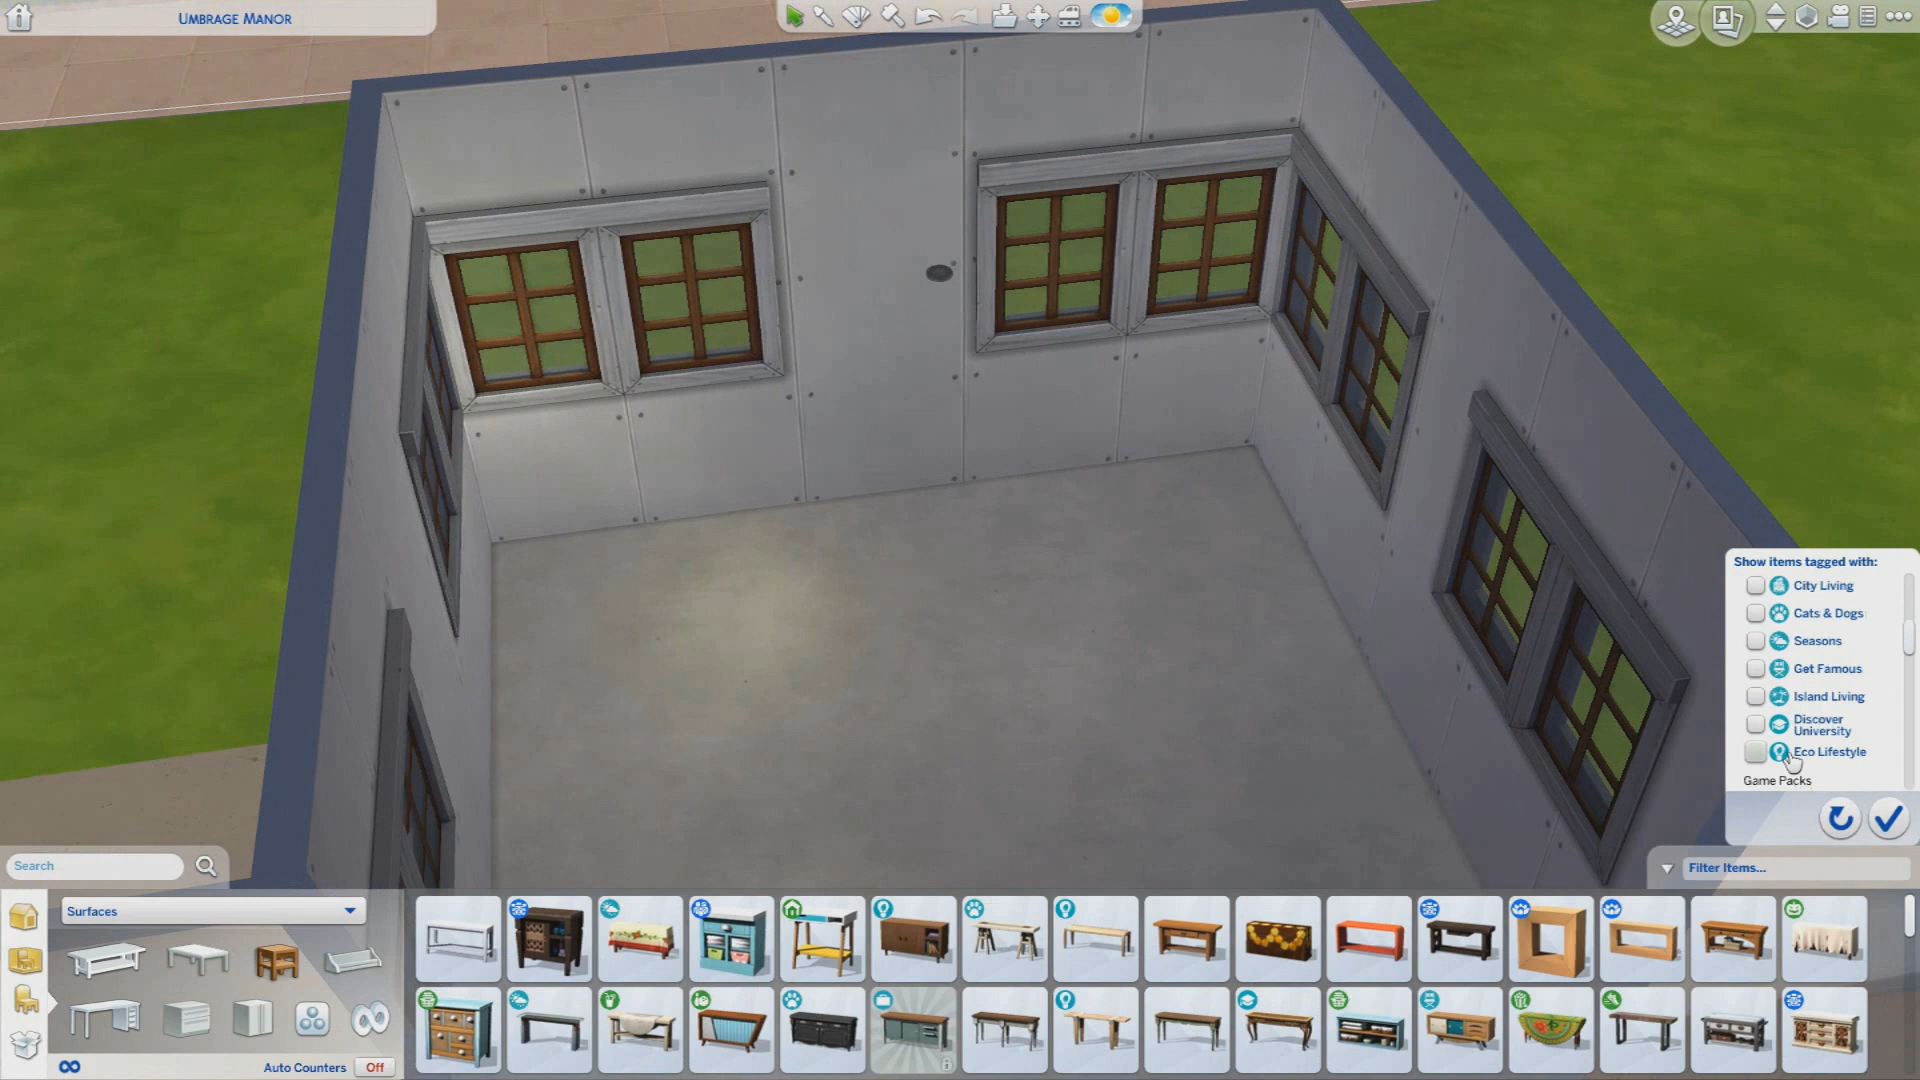 Umbrage Manor
Show items tagged with:
City Living
Cats & Dogs
Seasons
Get Famous
Island Living
Discover
University
Eco Lifestyle
Game Packs
Search
Filter Items...
Surfaces
Auto Counters Off